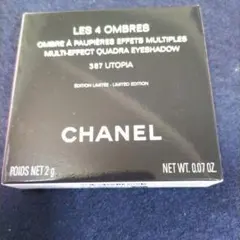 LES 4 OMBRES
OMBRE À PAUPIÈRES EFFETS MULTIPLES
MULTI-EFFECT QUADRA EYESHADOW
367 UTOPIA
ÉDITION LIMITÉE - LIMITED EDITION
CHANEL
POIDS NET 2 g
NET WT. 0.07 OZ.